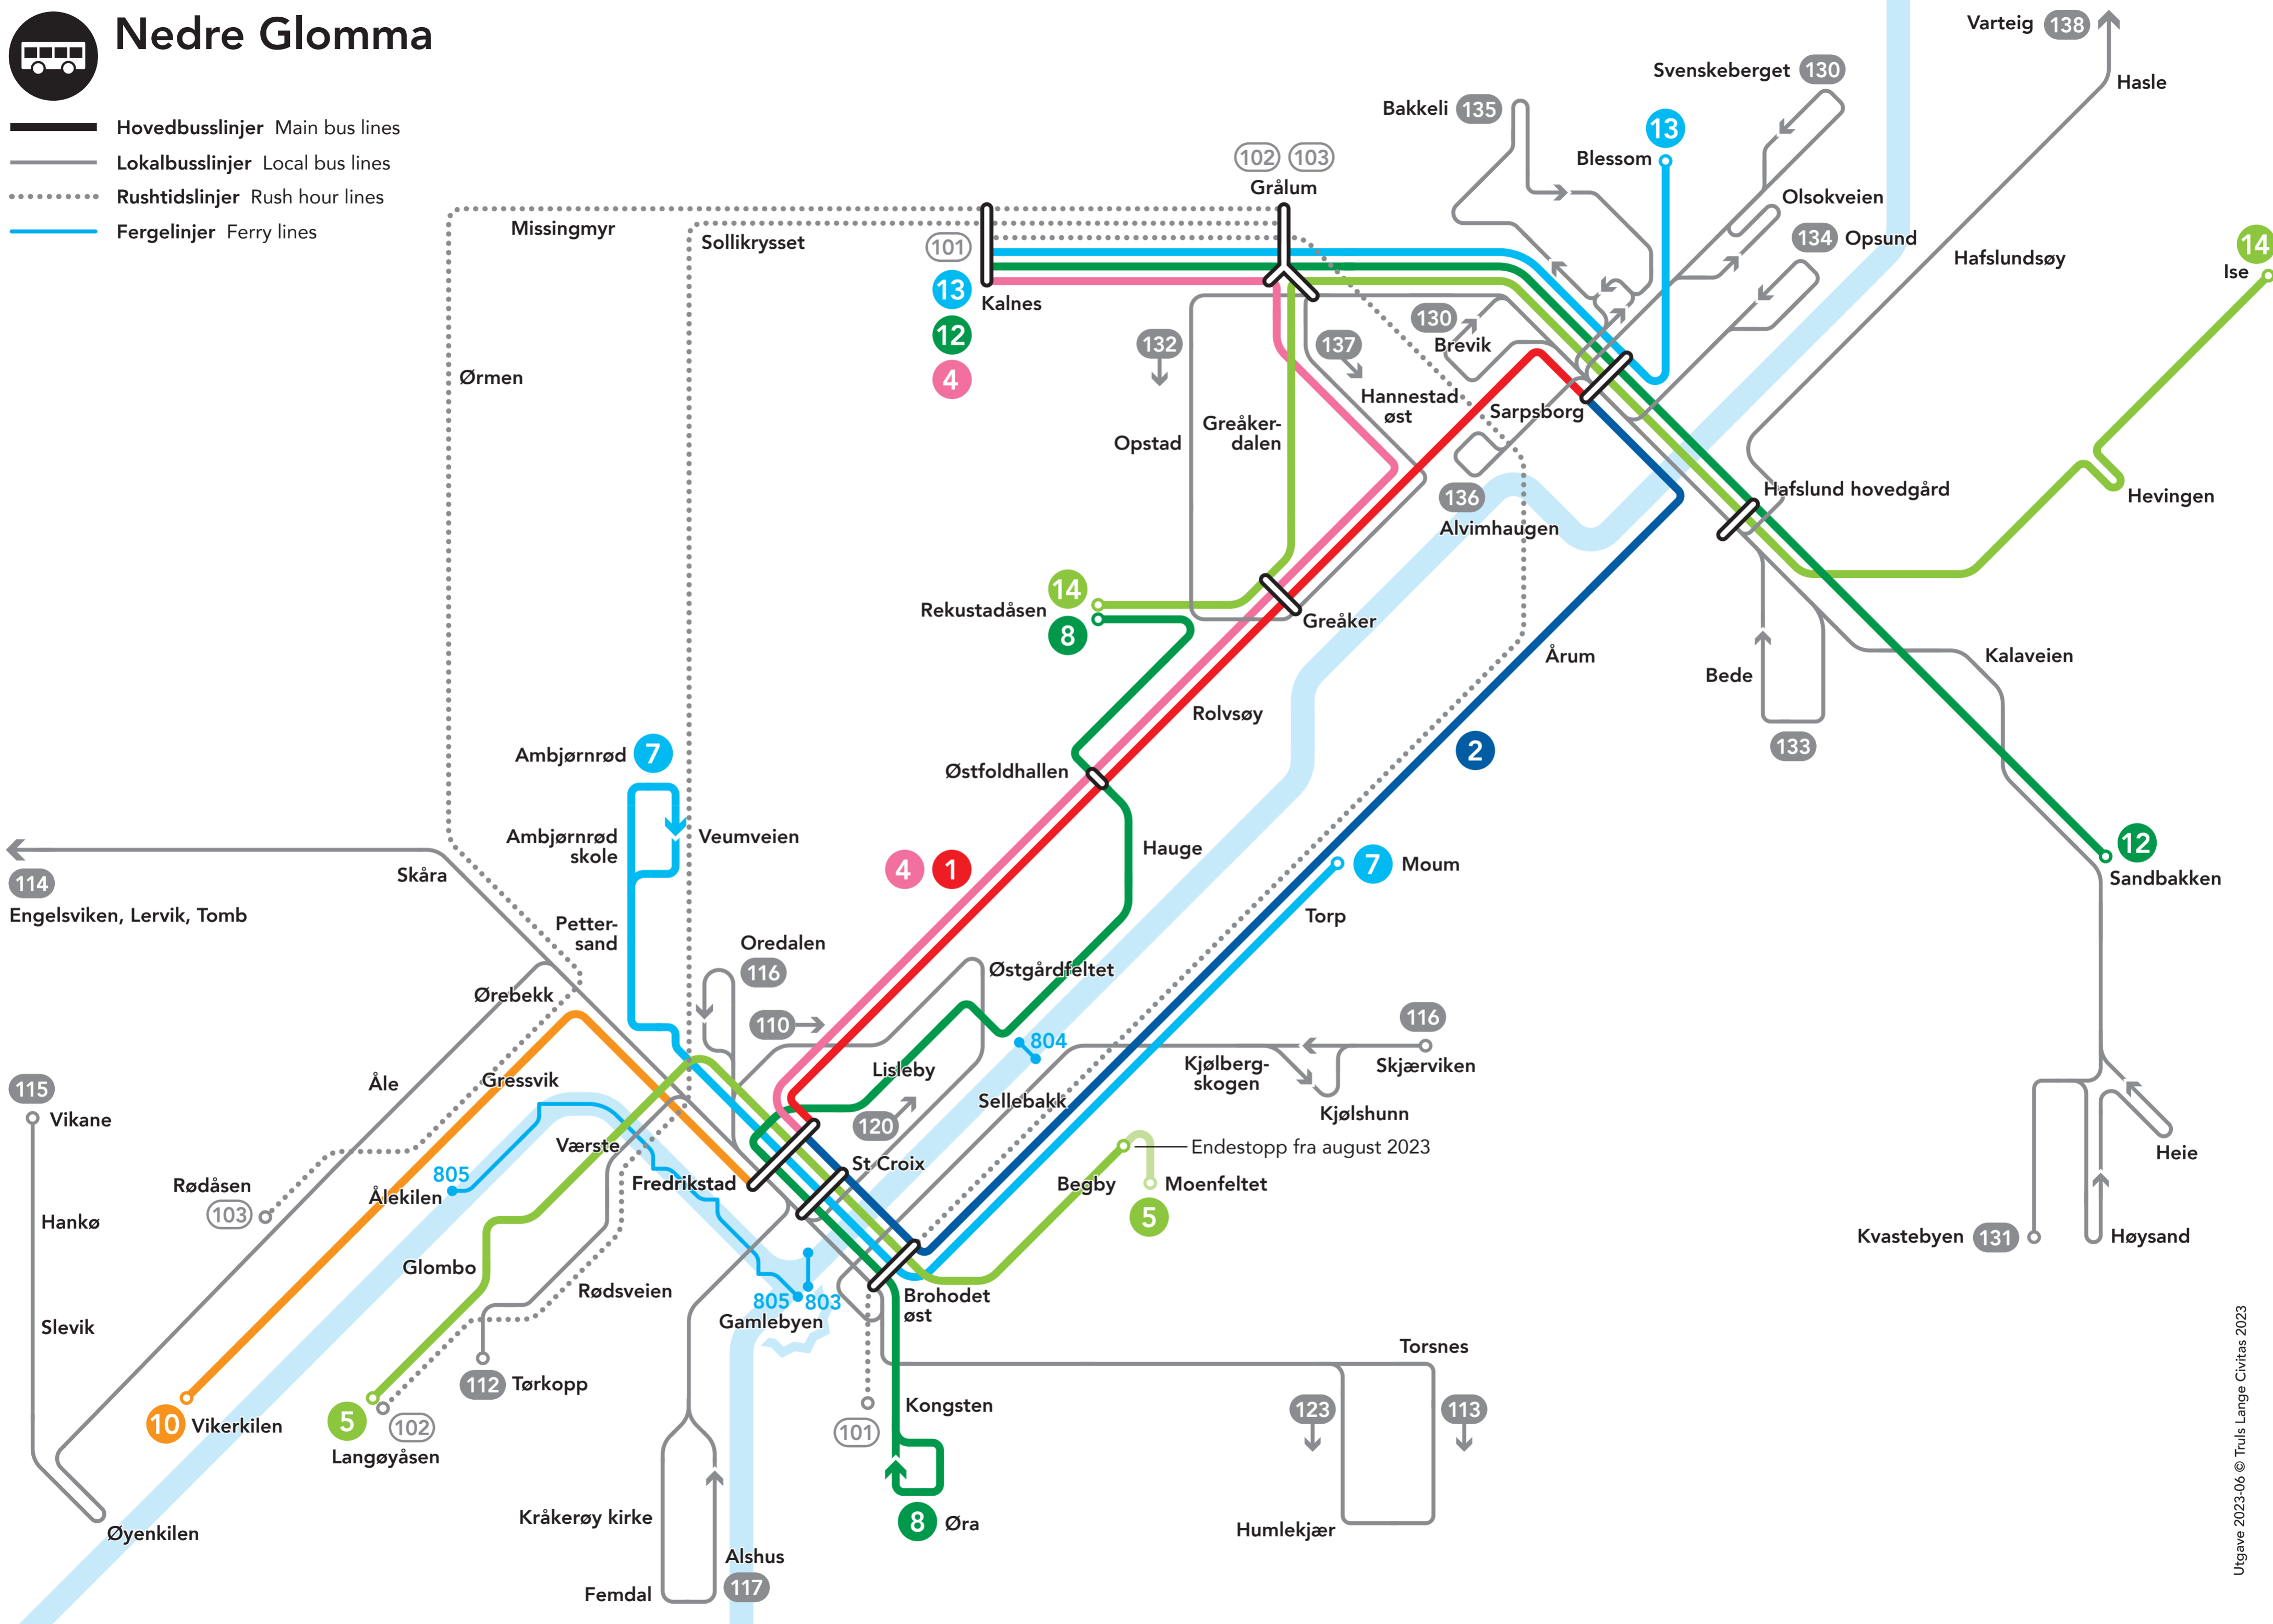 Nedre Glomma
Hovedbusslinjer Main bus lines
Lokalbusslinjer Local bus lines
Rushtidslinjer Rush hour lines
Fergelinjer Ferry lines
Varteig 138
Hasle
Svenskeberget 130
Bakkeli 135
13
Blessom
102 103
Grålum
Olsokveien
134 Opsund
Missingmyr
Sollikrysset
101
13
Kalnes
12
4
Hafslundsøy
14
Ise
132
137
130
Brevik
Ørmen
Hannestad
øst
Sarpsborg
Opstad
Greåker-
dalen
136
Alvimhaugen
Hafslund hovedgård
Hevingen
14
Rekustadåsen
8
Greåker
Årum
Kalaveien
Bede
133
Rolvsøy
2
Ambjørnrød 7
Østfoldhallen
Ambjørnrød
skole
Veumveien
Hauge
4 1
7 Moum
12
Sandbakken
Skåra
114
Engelsviken, Lervik, Tomb
Torp
Petter-
sand
Oredalen
116
Østgårdfeltet
Ørebekk
110
804
116
Skjærviken
Kjølberg-
skogen
Kjølshunn
Lisleby
Sellebakk
Åle
Gressvik
115
Vikane
120
Værste
St Croix
Endestopp fra august 2023
Begby
Moenfeltet
5
Heie
Fredrikstad
Rødåsen
103
805
Ålekilen
Hankø
Kvastebyen 131
Høysand
Glombo
Rødsveien
805 803
Gamlebyen
Brohodet
øst
Slevik
Torsnes
112 Tørkopp
10 Vikerkilen
5
102
Langøyåsen
101
Kongsten
123
113
Øyenkilen
Kråkerøy kirke
8 Øra
Humlekjær
Alshus
117
Femdal
Utgave 2023-06 © Truls Lange Civitas 2023